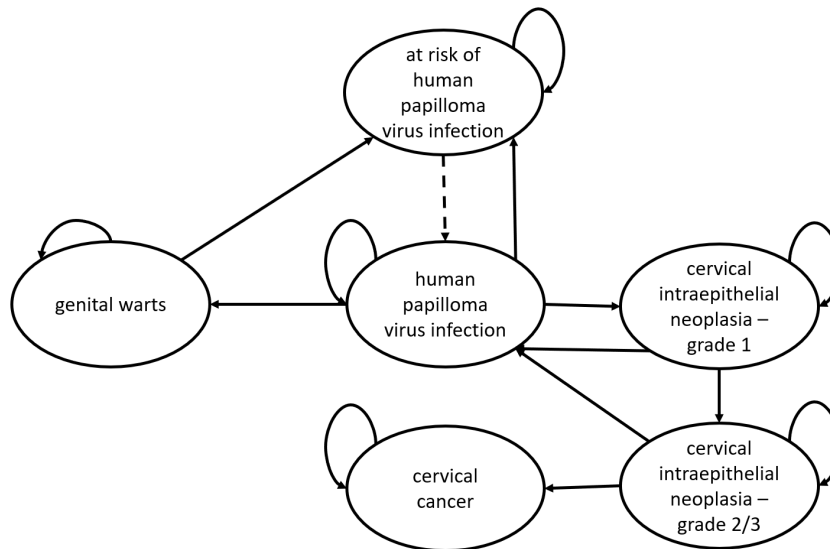 at risk of
human
papilloma
virus infection
genital warts
human
papilloma
virus infection
cervical
intraepithelial
neoplasia –
grade 1
cervical
cancer
cervical
intraepithelial
neoplasia –
grade 2/3